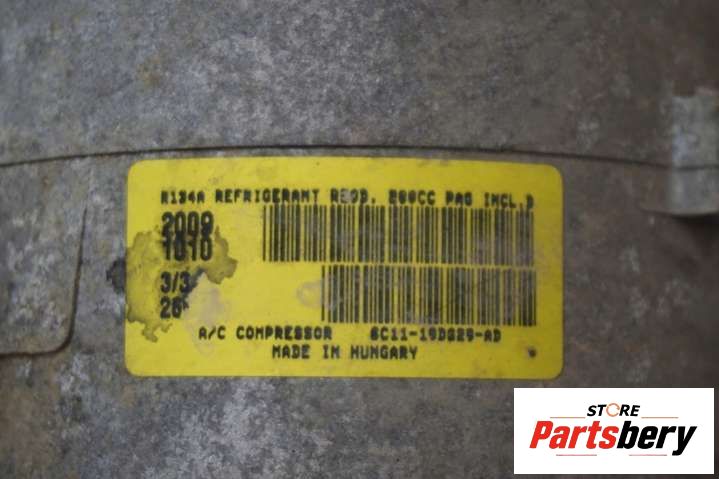 R134A REFRIGERANT REQD. 200CC PAG INCL.D
2009
1010
3/3
26
A/C COMPRESSOR 6C11-19D629-AD
MADE IN HUNGARY
STORE
Partsbery